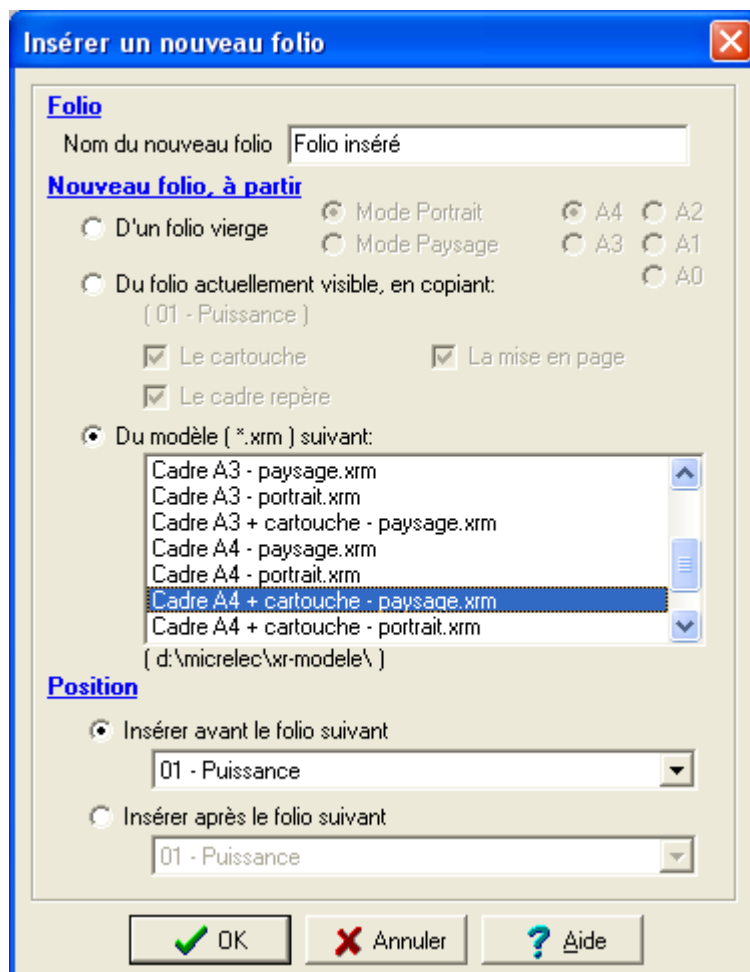 Insérer un nouveau folio
Folio
Nom du nouveau folio Folio inséré
Nouveau folio, à partir
D'un folio vierge Mode Portrait A4 A2
Mode Paysage A3 A1
A0
Du folio actuellement visible, en copiant:
( 01 - Puissance )
Le cartouche La mise en page
Le cadre repère
Du modèle ( *.xrm ) suivant:
Cadre A3 - paysage.xrm
Cadre A3 - portrait.xrm
Cadre A3 + cartouche - paysage.xrm
Cadre A4 - paysage.xrm
Cadre A4 - portrait.xrm
Cadre A4 + cartouche - paysage.xrm
Cadre A4 + cartouche - portrait.xrm
( d:\micrelec\xr-modele\ )
Position
Insérer avant le folio suivant
01 - Puissance
Insérer après le folio suivant
01 - Puissance
OK Annuler Aide